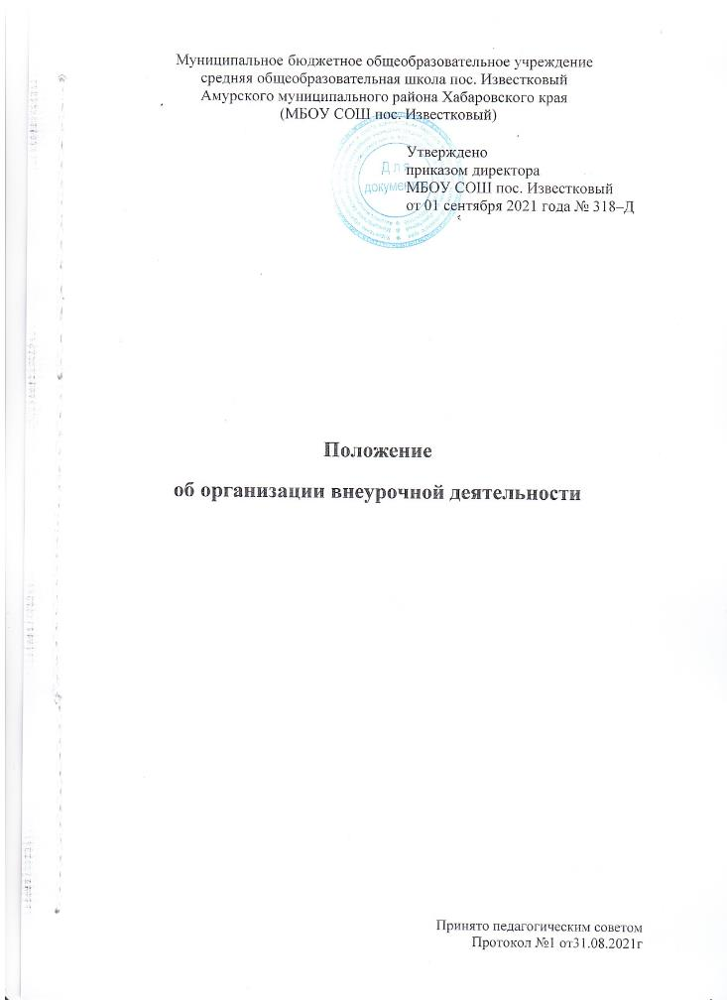 Муниципальное бюджетное общеобразовательное учреждение
средняя общеобразовательная школа пос. Известковый
Амурского муниципального района Хабаровского края
(МБОУ СОШ пос. Известковый)
Утверждено
приказом директора
МБОУ СОШ пос. Известковый
от 01 сентября 2021 года № 318–Д
Для
Положение
об организации внеурочной деятельности
Принято педагогическим советом
Протокол №1 от31.08.2021г